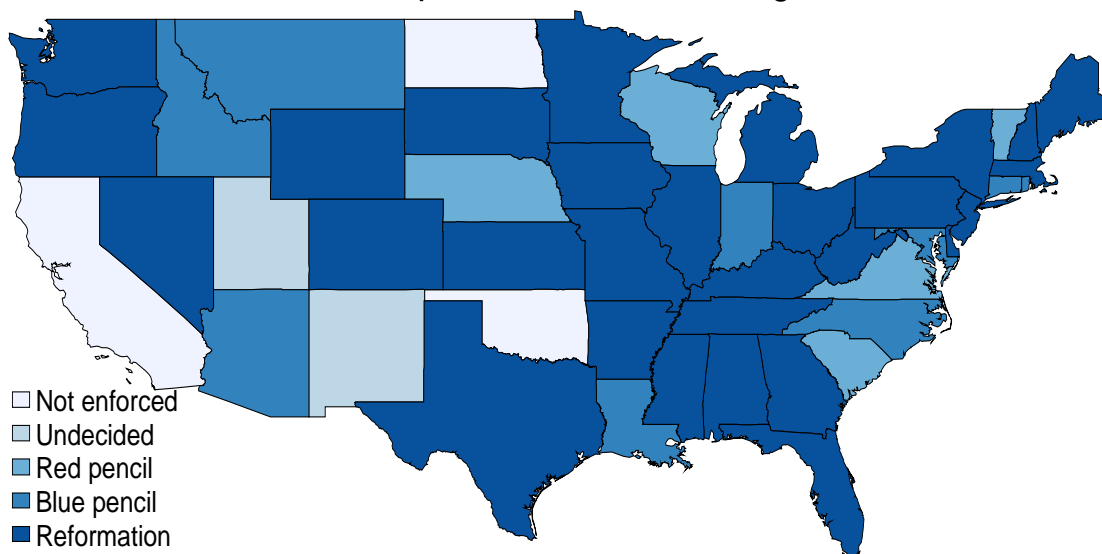 Not enforced
Undecided
Red pencil
Blue pencil
Reformation